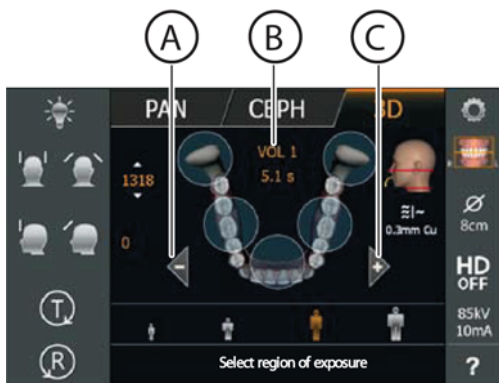 A B C
PAN CEPH 3D
VOL 1
5.1 s
1318
0
0.3mm Cu
8cm
HD
OFF
85kV
10mA
T
R
Select region of exposure
?